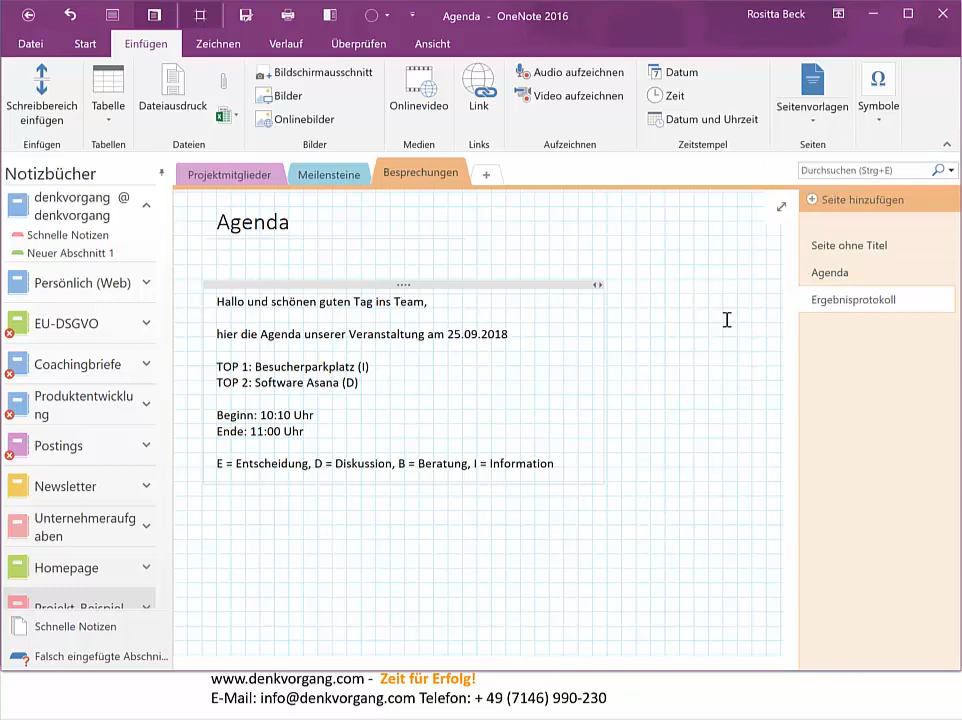 Agenda - OneNote 2016
Rositta Beck
Datei Start Einfügen Zeichnen Verlauf Überprüfen Ansicht
Schreibbereich einfügen
Einfügen
Tabelle
Tabellen
Dateiausdruck
Dateien
Bildschirmausschnitt
Bilder
Onlinebilder
Bilder
Onlinevideo
Medien
Link
Links
Audio aufzeichnen
Video aufzeichnen
Aufzeichnen
Datum
Zeit
Datum und Uhrzeit
Zeitstempel
Seitenvorlagen
Seiten
Symbole
Notizbücher
denkvorgang @
denkvorgang
Schnelle Notizen
Neuer Abschnitt 1
Persönlich (Web)
EU-DSGVO
Coachingbriefe
Produktentwicklu
ng
Postings
Newsletter
Unternehmeraufg
aben
Homepage
Projekt-Beispiel
Schnelle Notizen
Falsch eingefügte Abschni...
Projektmitglieder Meilensteine Besprechungen +
Agenda
Hallo und schönen guten Tag ins Team,
hier die Agenda unserer Veranstaltung am 25.09.2018
TOP 1: Besucherparkplatz (I)
TOP 2: Software Asana (D)
Beginn: 10:10 Uhr
Ende: 11:00 Uhr
E = Entscheidung, D = Diskussion, B = Beratung, I = Information
Durchsuchen (Strg+E)
Seite hinzufügen
Seite ohne Titel
Agenda
Ergebnisprotokoll
www.denkvorgang.com - Zeit für Erfolg!
E-Mail: info@denkvorgang.com Telefon: + 49 (7146) 990-230